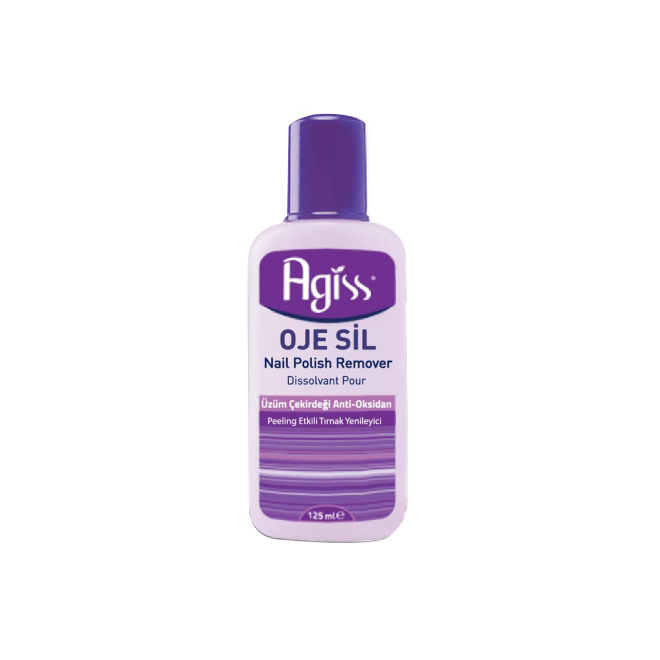 Agiss®
OJE SİL
Nail Polish Remover
Dissolvant Pour
Üzüm Çekirdeği Anti-Oksidan
Peeling Etkili Tırnak Yenileyici
125 ml ℮